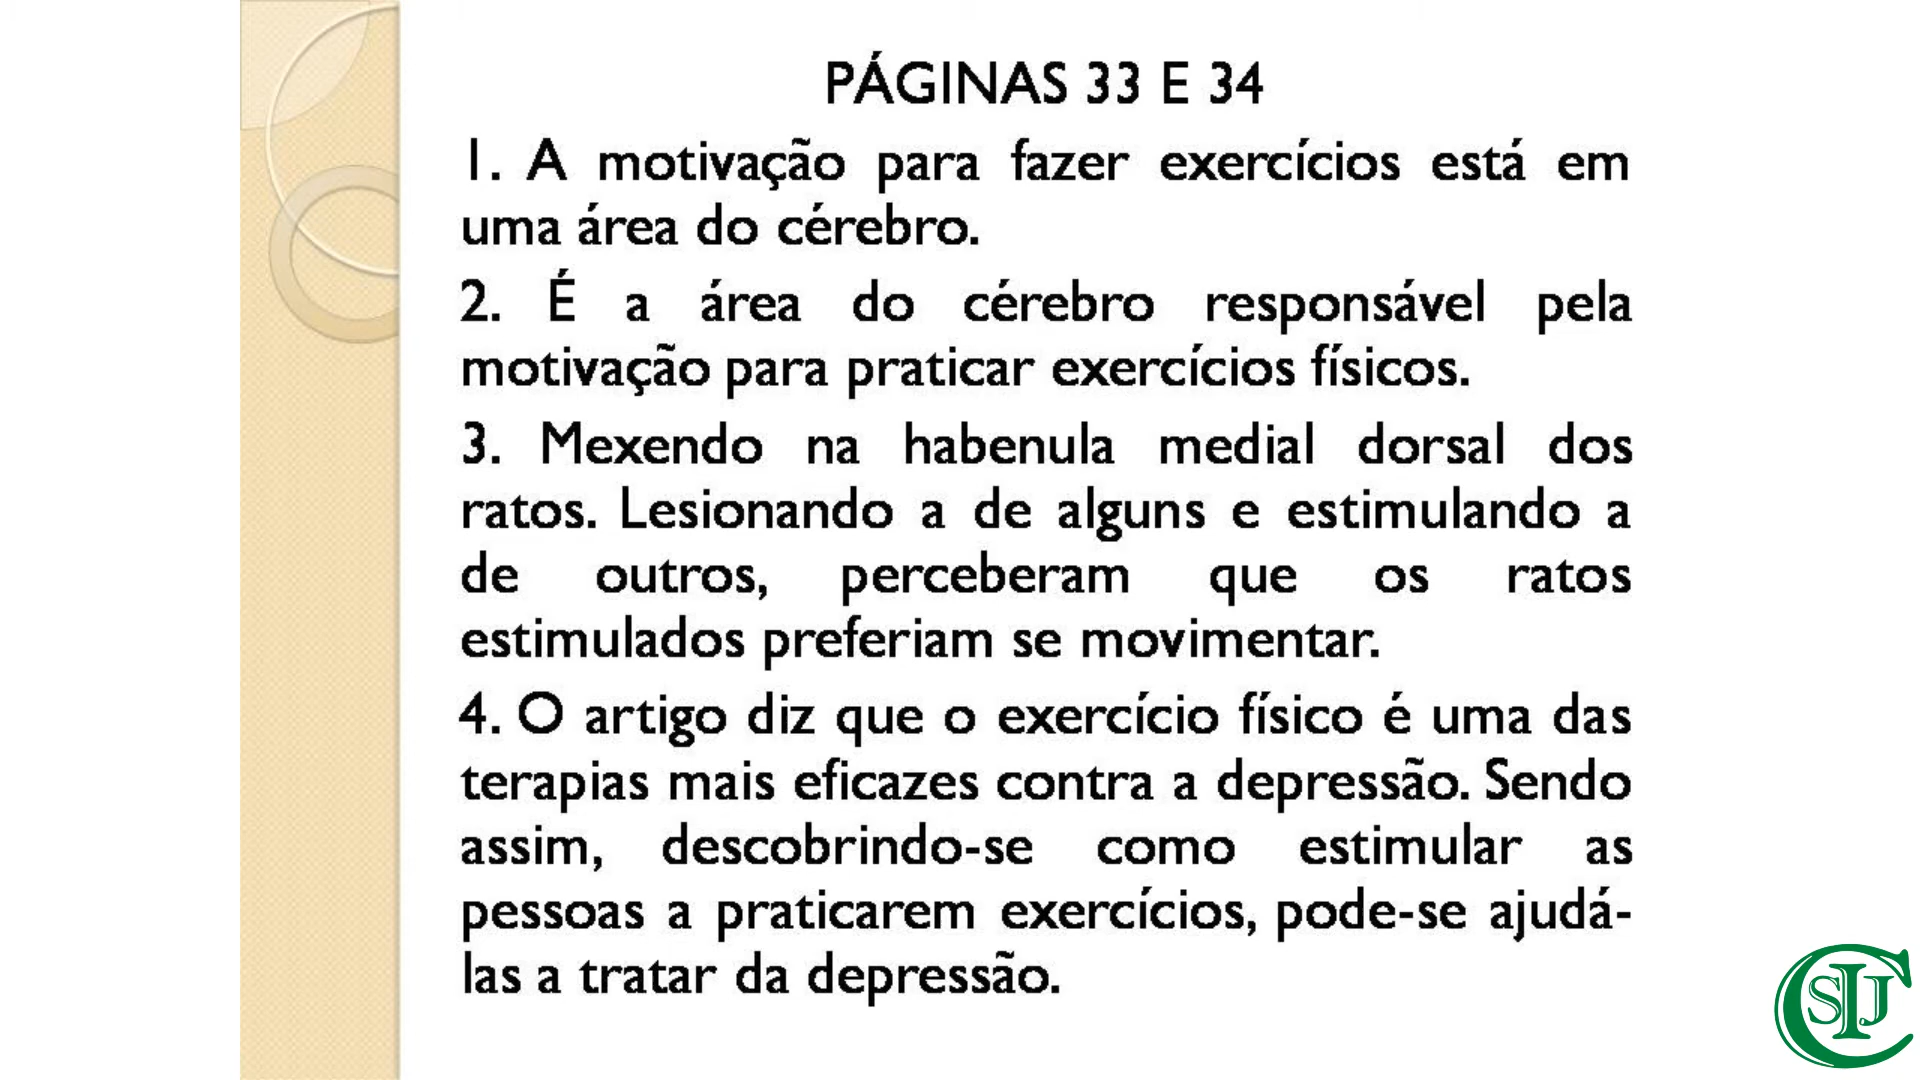 PÁGINAS 33 E 34
1. A motivação para fazer exercícios está em
uma área do cérebro.
2. É a área do cérebro responsável pela
motivação para praticar exercícios físicos.
3. Mexendo na habenula medial dorsal dos
ratos. Lesionando a de alguns e estimulando a
de outros, perceberam que os ratos
estimulados preferiam se movimentar.
4. O artigo diz que o exercício físico é uma das
terapias mais eficazes contra a depressão. Sendo
assim, descobrindo-se como estimular as
pessoas a praticarem exercícios, pode-se ajudá-
las a tratar da depressão.
CSIJ